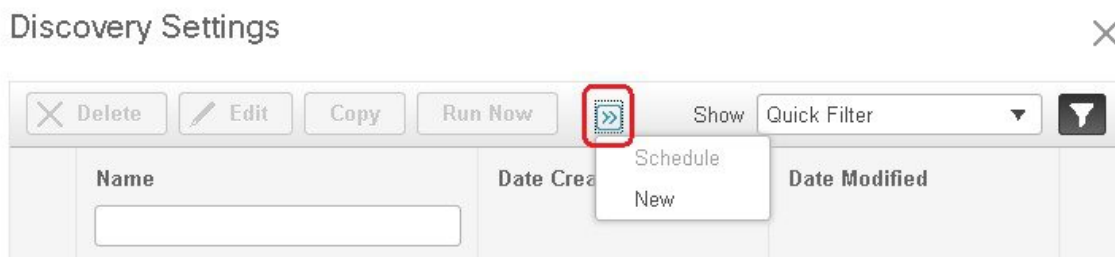 Discovery Settings
Delete Edit Copy Run Now Show Quick Filter
Schedule
New
Name Date Crea Date Modified